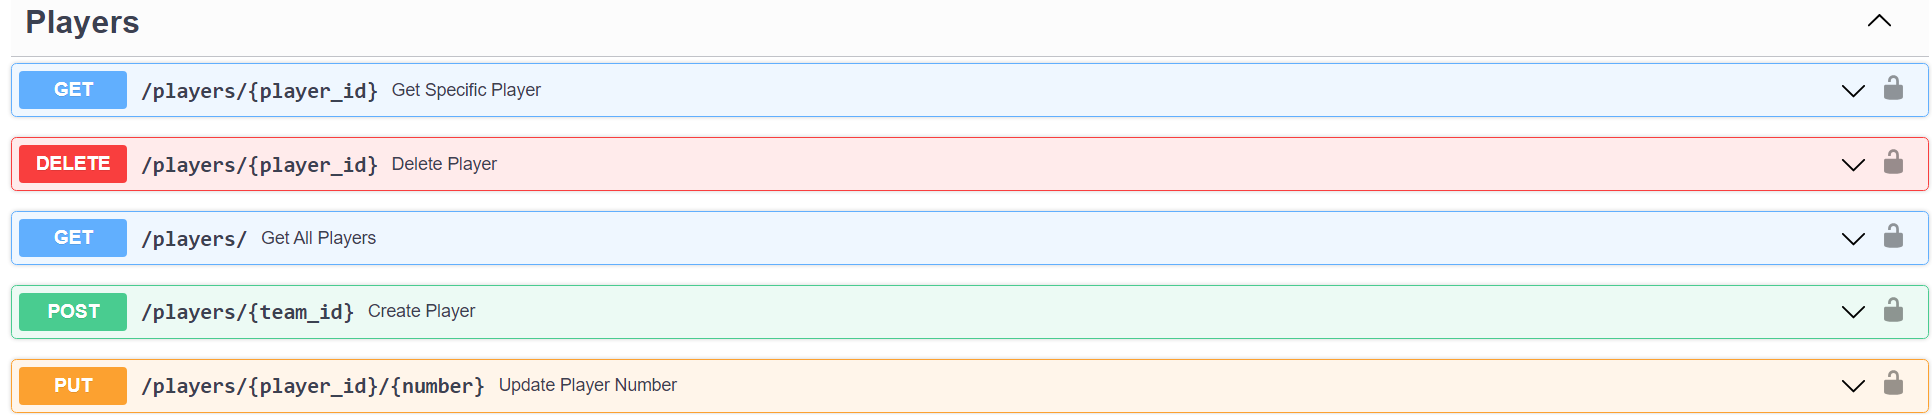 Players
GET /players/{player_id} Get Specific Player
DELETE /players/{player_id} Delete Player
GET /players/ Get All Players
POST /players/{team_id} Create Player
PUT /players/{player_id}/{number} Update Player Number